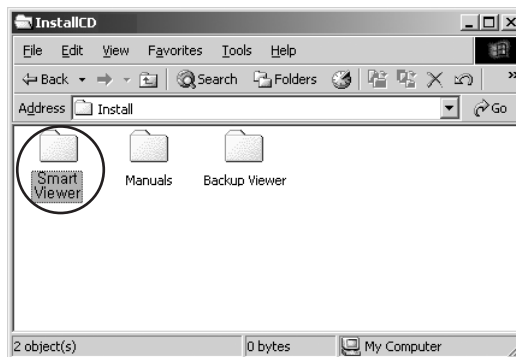 InstallCD
File Edit View Favorites Tools Help
Back Search Folders »
Address Install Go
Smart
Viewer
Manuals
Backup Viewer
2 object(s) 0 bytes My Computer